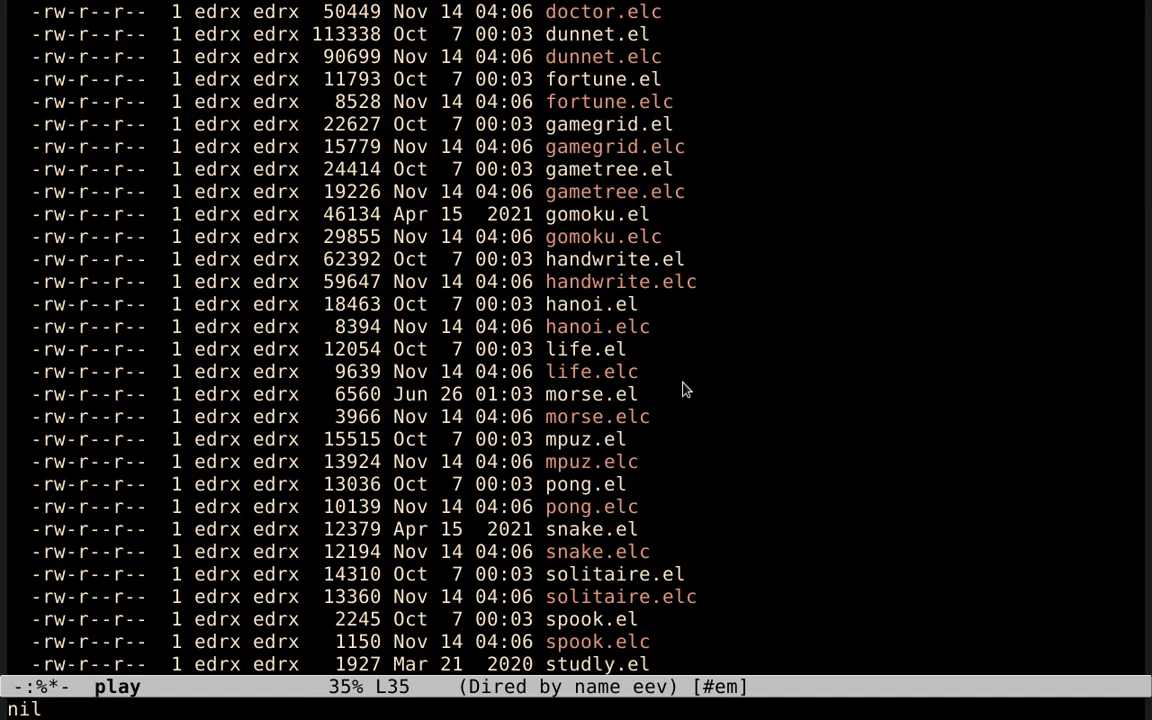 -rw-r--r--  1 edrx edrx  50449 Nov 14 04:06 doctor.elc
-rw-r--r--  1 edrx edrx 113338 Oct  7 00:03 dunnet.el
-rw-r--r--  1 edrx edrx  90699 Nov 14 04:06 dunnet.elc
-rw-r--r--  1 edrx edrx  11793 Oct  7 00:03 fortune.el
-rw-r--r--  1 edrx edrx   8528 Nov 14 04:06 fortune.elc
-rw-r--r--  1 edrx edrx  22627 Oct  7 00:03 gamegrid.el
-rw-r--r--  1 edrx edrx  15779 Nov 14 04:06 gamegrid.elc
-rw-r--r--  1 edrx edrx  24414 Oct  7 00:03 gametree.el
-rw-r--r--  1 edrx edrx  19226 Nov 14 04:06 gametree.elc
-rw-r--r--  1 edrx edrx  46134 Apr 15  2021 gomoku.el
-rw-r--r--  1 edrx edrx  29855 Nov 14 04:06 gomoku.elc
-rw-r--r--  1 edrx edrx  62392 Oct  7 00:03 handwrite.el
-rw-r--r--  1 edrx edrx  59647 Nov 14 04:06 handwrite.elc
-rw-r--r--  1 edrx edrx  18463 Oct  7 00:03 hanoi.el
-rw-r--r--  1 edrx edrx   8394 Nov 14 04:06 hanoi.elc
-rw-r--r--  1 edrx edrx  12054 Oct  7 00:03 life.el
-rw-r--r--  1 edrx edrx   9639 Nov 14 04:06 life.elc
-rw-r--r--  1 edrx edrx   6560 Jun 26 01:03 morse.el
-rw-r--r--  1 edrx edrx   3966 Nov 14 04:06 morse.elc
-rw-r--r--  1 edrx edrx  15515 Oct  7 00:03 mpuz.el
-rw-r--r--  1 edrx edrx  13924 Nov 14 04:06 mpuz.elc
-rw-r--r--  1 edrx edrx  13036 Oct  7 00:03 pong.el
-rw-r--r--  1 edrx edrx  10139 Nov 14 04:06 pong.elc
-rw-r--r--  1 edrx edrx  12379 Apr 15  2021 snake.el
-rw-r--r--  1 edrx edrx  12194 Nov 14 04:06 snake.elc
-rw-r--r--  1 edrx edrx  14310 Oct  7 00:03 solitaire.el
-rw-r--r--  1 edrx edrx  13360 Nov 14 04:06 solitaire.elc
-rw-r--r--  1 edrx edrx   2245 Oct  7 00:03 spook.el
-rw-r--r--  1 edrx edrx   1150 Nov 14 04:06 spook.elc
-rw-r--r--  1 edrx edrx   1927 Mar 21  2020 studly.el
-:%*-  play                35% L35    (Dired by name eev) [#em]
nil